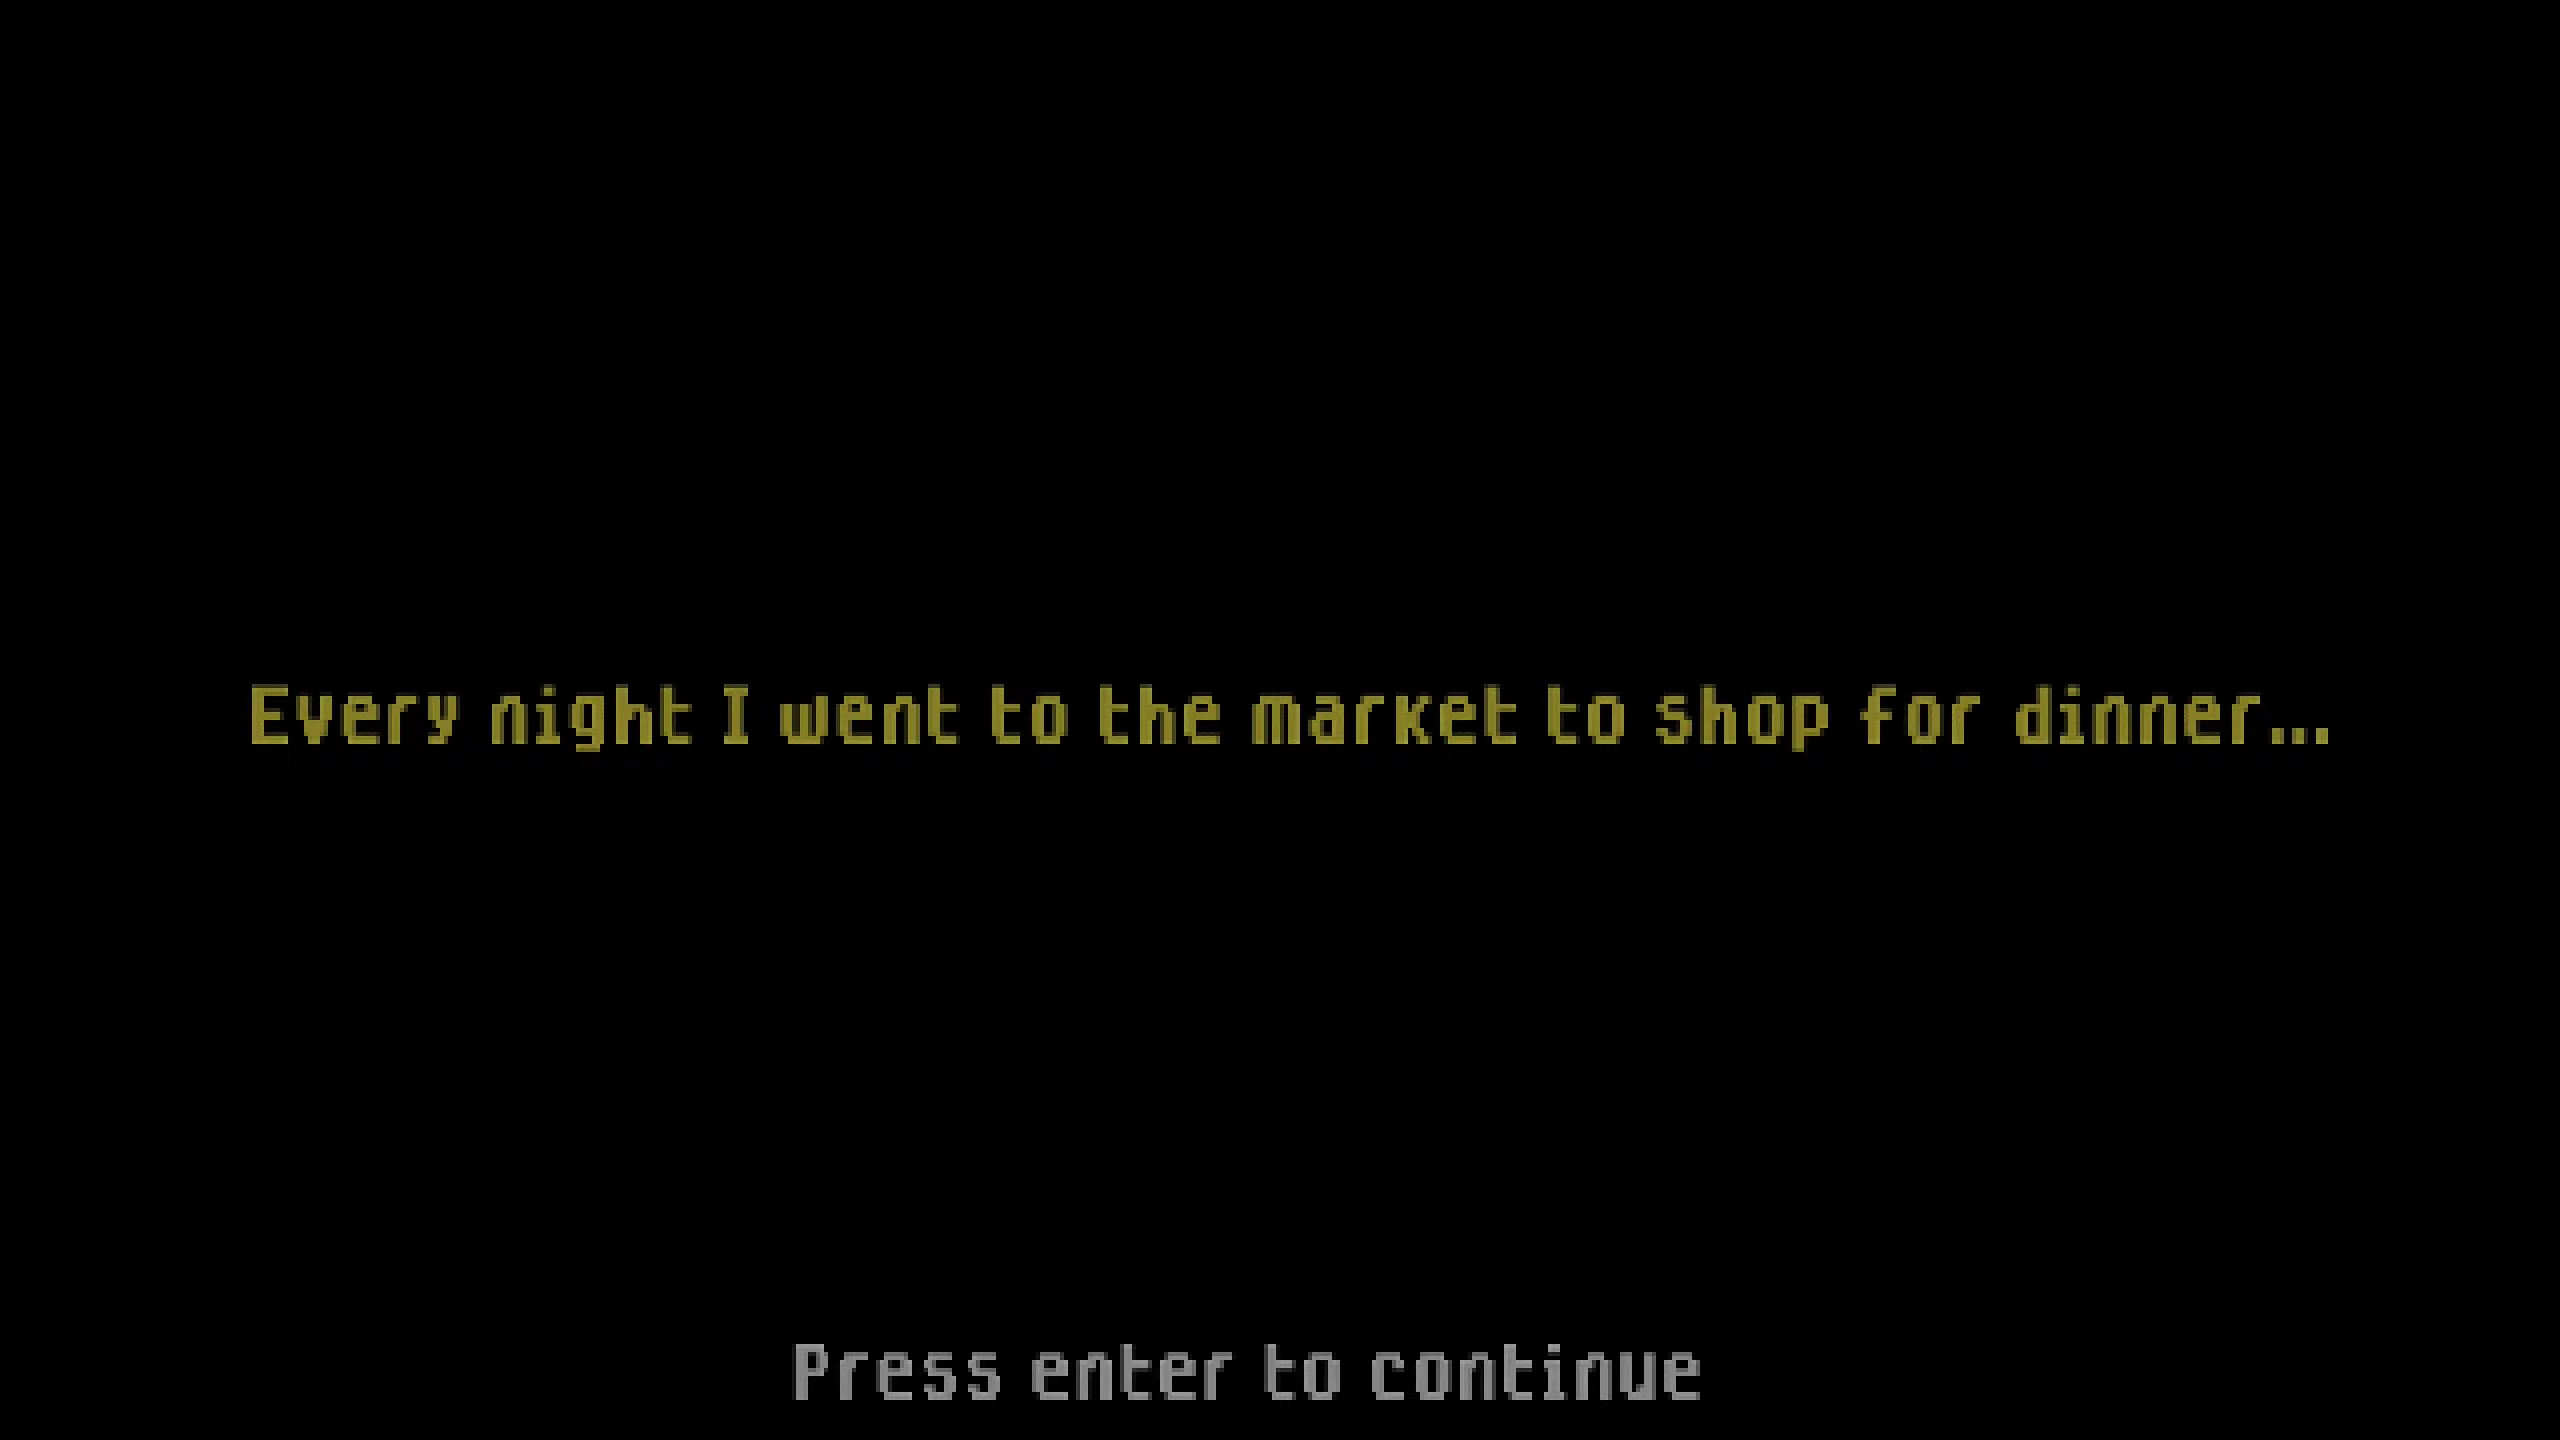 Every night I went to the market to shop for dinner...
Press enter to continue